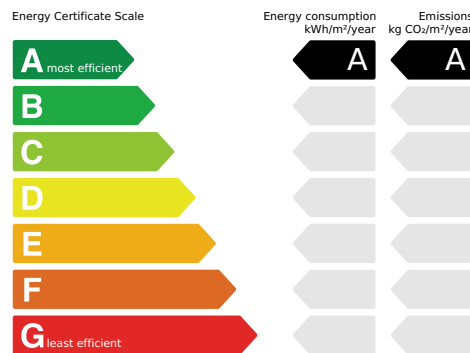 Energy Certificate Scale
Energy consumption
kWh/m²/year
Emissions
kg CO₂/m²/year
A most efficient
A
A
B
C
D
E
F
G least efficient